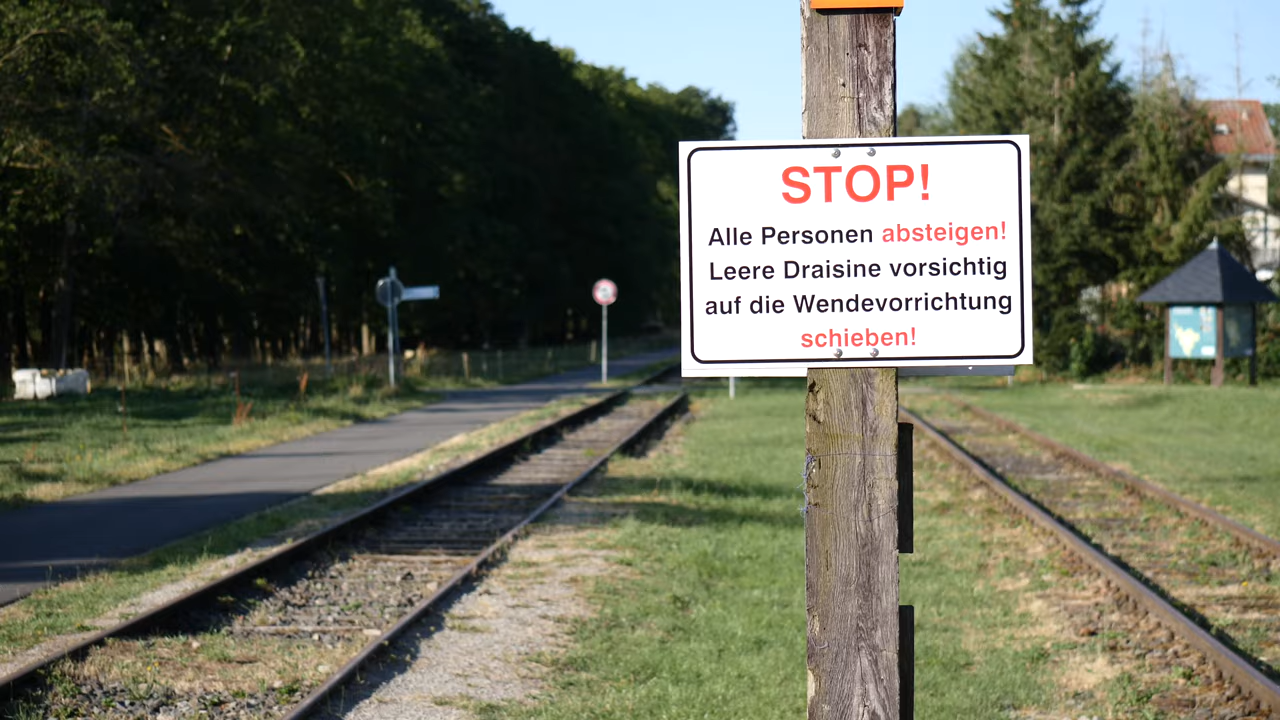 STOP!
Alle Personen absteigen!
Leere Draisine vorsichtig
auf die Wendevorrichtung
schieben!